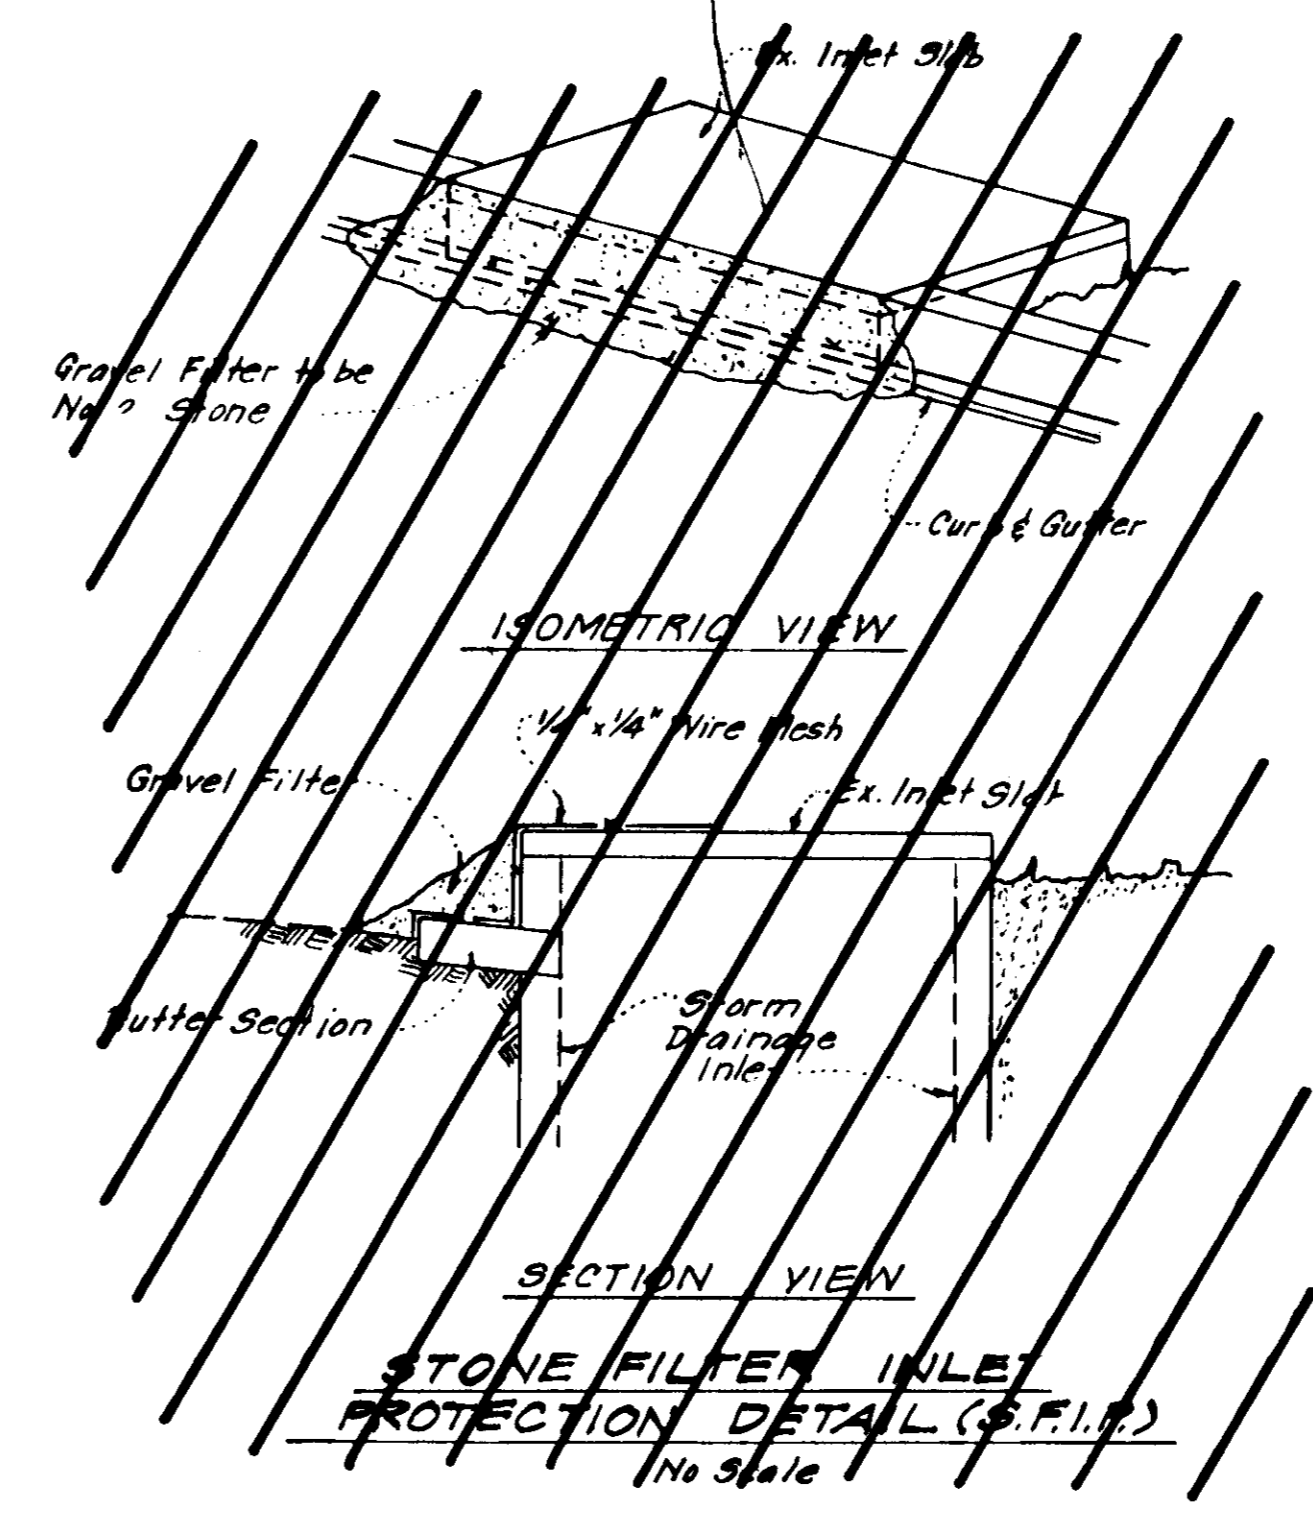 Ex. Inlet Slab
Gravel Filter to be
No. 2 Stone
Curb & Gutter
ISOMETRIC VIEW
1/4" x 1/4" Wire Mesh
Gravel Filter
Ex. Inlet Slab
Gutter Section
Storm
Drainage
Inlet
SECTION VIEW
STONE FILTER INLET
PROTECTION DETAIL (S.F.I.P.)
No Scale